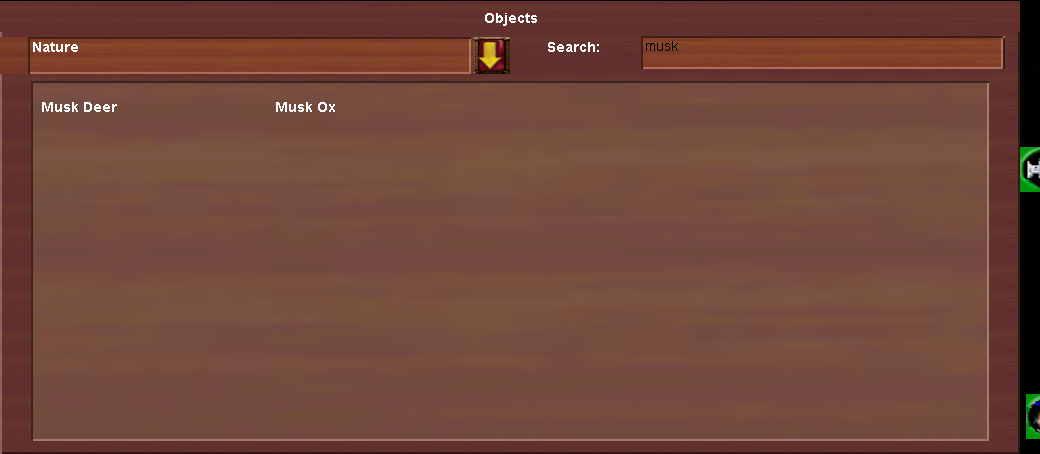 Objects
Nature
Search:
musk
Musk Deer
Musk Ox